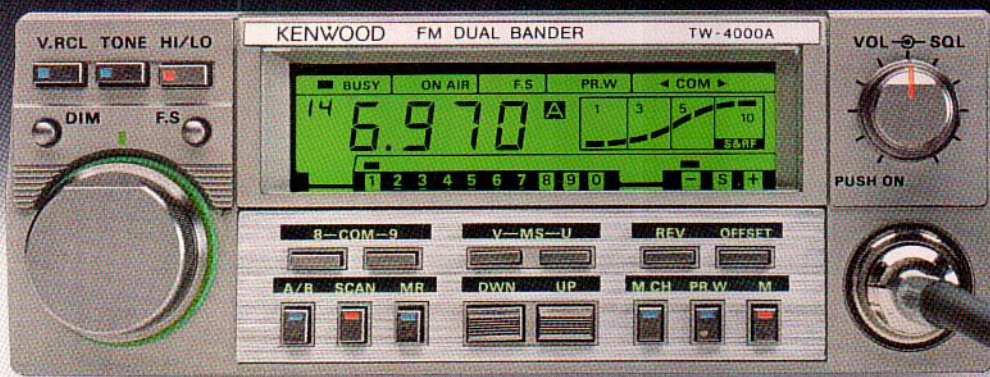 KENWOOD FM DUAL BANDER TW-4000A
V.RCL TONE HI/LO
VOL SQL
BUSY ON AIR F.S PR.W ◄ COM ►
DIM F.S
146.970 A 1 3 5 10
S&RF
1 2 3 4 5 6 7 8 9 0 - S +
PUSH ON
8-COM-9 V-MS-U REV OFFSET
A/B SCAN MR DWN UP M.CH PR.W M